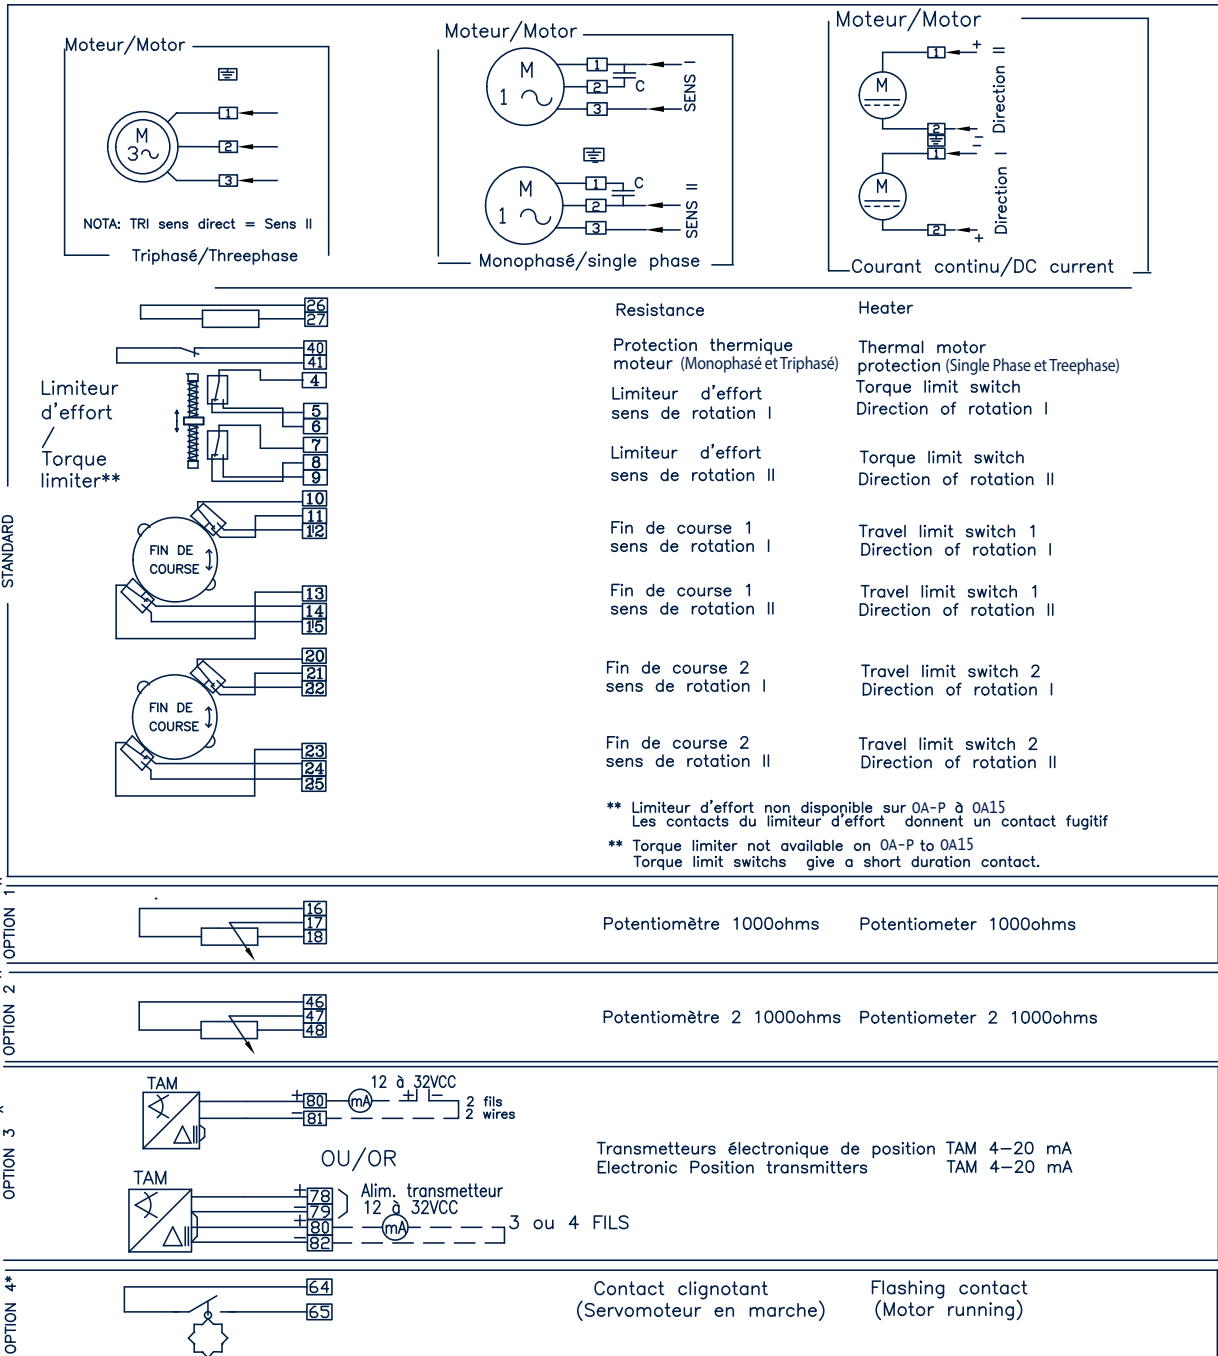 Moteur/Motor
1
2
3
M
3
NOTA: TRI sens direct = Sens II
Triphasé/Threephase
Moteur/Motor
M
1
1
2
3
C
SENS I
M
1
1
2
3
C
SENS II
Monophasé/single phase
Moteur/Motor
M
1
+
2
-
Direction II
M
1
-
2
+
Direction I
Courant continu/DC current
STANDARD
26
27
Resistance
Heater
40
41
Protection thermique
moteur (Monophasé et Triphasé)
Thermal motor
protection (Single Phase et Treephase)
Limiteur
d'effort
/
Torque
limiter**
4
5
6
Limiteur d'effort
sens de rotation I
Torque limit switch
Direction of rotation I
7
8
9
Limiteur d'effort
sens de rotation II
Torque limit switch
Direction of rotation II
FIN DE
COURSE
10
11
12
Fin de course 1
sens de rotation I
Travel limit switch 1
Direction of rotation I
13
14
15
Fin de course 1
sens de rotation II
Travel limit switch 1
Direction of rotation II
FIN DE
COURSE
20
21
22
Fin de course 2
sens de rotation I
Travel limit switch 2
Direction of rotation I
23
24
25
Fin de course 2
sens de rotation II
Travel limit switch 2
Direction of rotation II
** Limiteur d'effort non disponible sur OA-P à OA15
Les contacts du limiteur d'effort donnent un contact fugitif
** Torque limiter not available on OA-P to OA15
Torque limit switchs give a short duration contact.
OPTION 1 *
16
17
18
Potentiomètre 1000ohms
Potentiometer 1000ohms
OPTION 2 *
46
47
48
Potentiomètre 2 1000ohms
Potentiometer 2 1000ohms
OPTION 3 *
TAM
+
80
-
81
mA
12 à 32VCC
+ -
2 fils
2 wires
OU/OR
TAM
+
78
-
79
+
80
-
82
Alim. transmetteur
12 à 32VCC
mA
3 ou 4 FILS
Transmetteurs électronique de position TAM 4-20 mA
Electronic Position transmitters TAM 4-20 mA
OPTION 4*
64
65
Contact clignotant
(Servomoteur en marche)
Flashing contact
(Motor running)